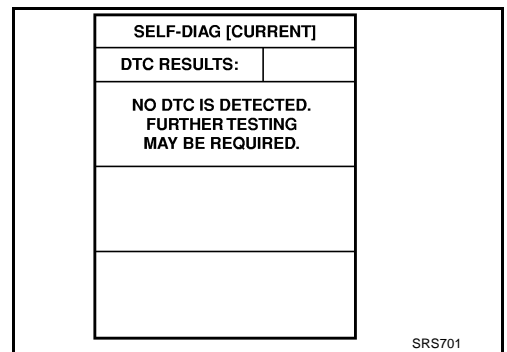 SELF-DIAG [CURRENT]
DTC RESULTS:
NO DTC IS DETECTED.
FURTHER TESTING
MAY BE REQUIRED.
SRS701